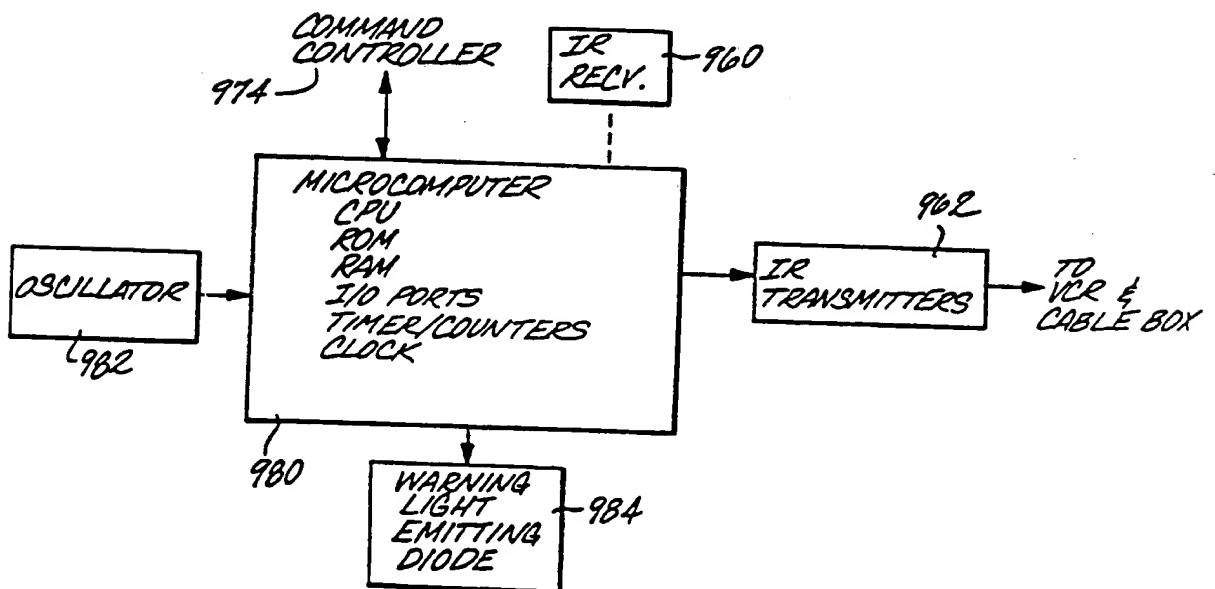 COMMAND
CONTROLLER
974
IR
RECV.
960
MICROCOMPUTER
CPU
ROM
RAM
I/O PORTS
TIMER/COUNTERS
CLOCK
980
OSCILLATOR
982
962
IR
TRANSMITTERS
TO
VCR &
CABLE BOX
WARNING
LIGHT
EMITTING
DIODE
984